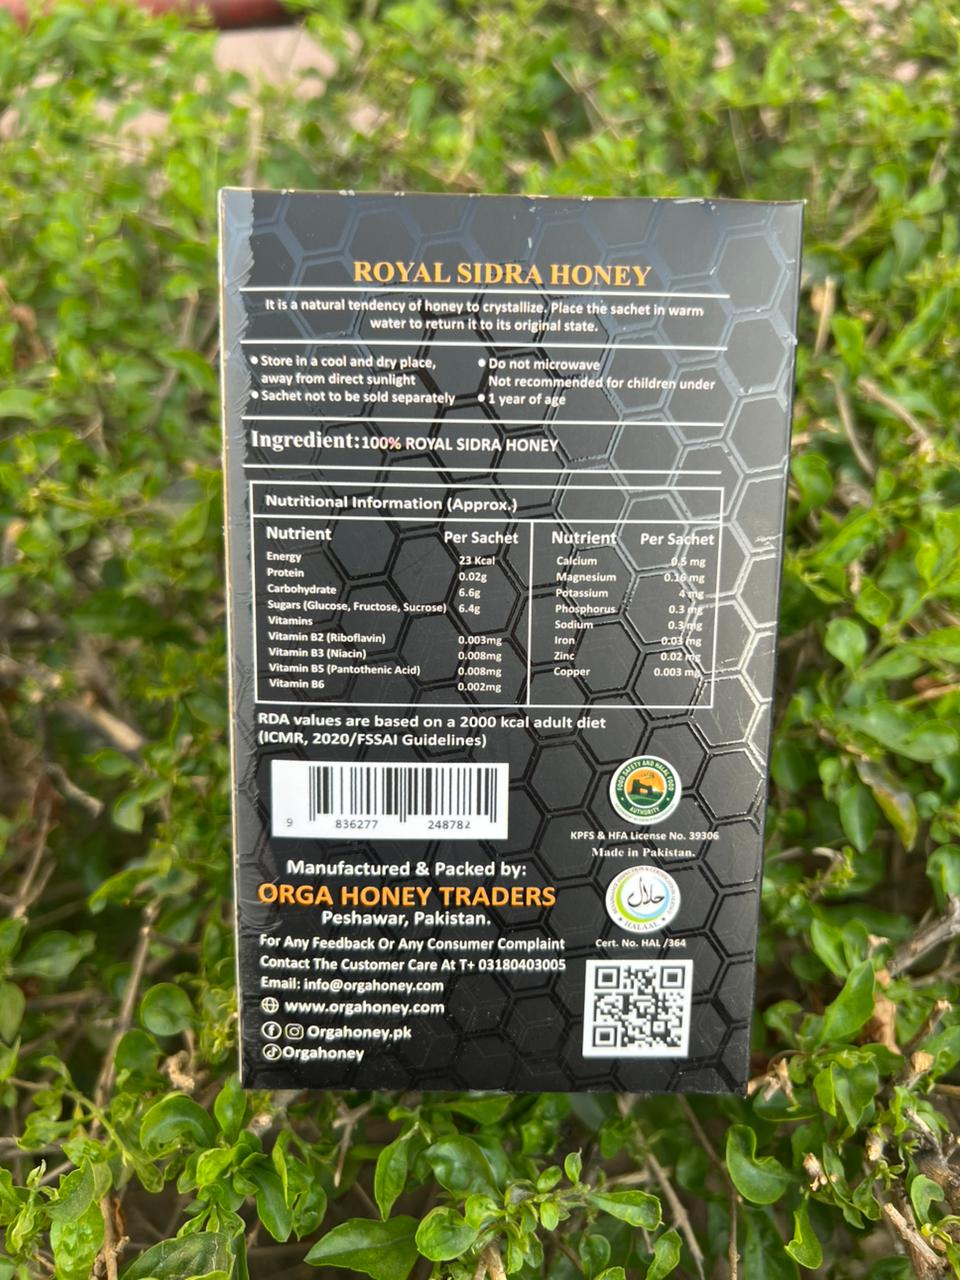 ROYAL SIDRA HONEY
It is a natural tendency of honey to crystallize. Place the sachet in warm
water to return it to its original state.
• Store in a cool and dry place,
away from direct sunlight
• Sachet not to be sold separately
• Do not microwave
Not recommended for children under
• 1 year of age
Ingredient: 100% ROYAL SIDRA HONEY
Nutritional Information (Approx.)
Nutrient Per Sachet
Energy 23 Kcal
Protein 0.02g
Carbohydrate 6.6g
Sugars (Glucose, Fructose, Sucrose) 6.4g
Vitamins
Vitamin B2 (Riboflavin) 0.003mg
Vitamin B3 (Niacin) 0.008mg
Vitamin B5 (Pantothenic Acid) 0.008mg
Vitamin B6 0.002mg
Nutrient Per Sachet
Calcium 0.5 mg
Magnesium 0.16 mg
Potassium 4 mg
Phosphorus 0.3 mg
Sodium 0.3 mg
Iron 0.03 mg
Zinc 0.02 mg
Copper 0.003 mg
RDA values are based on a 2000 kcal adult diet
(ICMR, 2020/FSSAI Guidelines)
9 836277 248782
FOOD SAFETY AND HALAL FOOD
AUTHORITY
KPFS & HFA License No. 39306
Made in Pakistan.
حلال
HALAAL
Cert. No. HAL /364
Manufactured & Packed by:
ORGA HONEY TRADERS
Peshawar, Pakistan.
For Any Feedback Or Any Consumer Complaint
Contact The Customer Care At T+ 03180403005
Email: info@orgahoney.com
www.orgahoney.com
Orgahoney.pk
Orgahoney